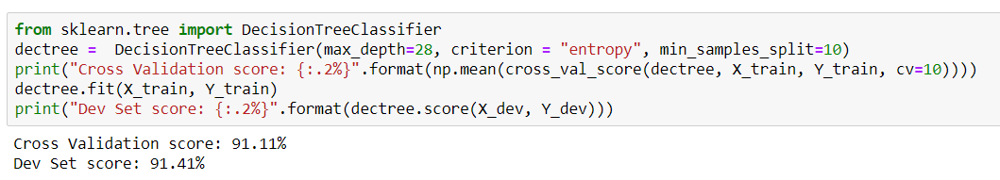 from sklearn.tree import DecisionTreeClassifier
dectree =  DecisionTreeClassifier(max_depth=28, criterion = "entropy", min_samples_split=10)
print("Cross Validation score: {:.2%}".format(np.mean(cross_val_score(dectree, X_train, Y_train, cv=10))))
dectree.fit(X_train, Y_train)
print("Dev Set score: {:.2%}".format(dectree.score(X_dev, Y_dev)))
Cross Validation score: 91.11%
Dev Set score: 91.41%